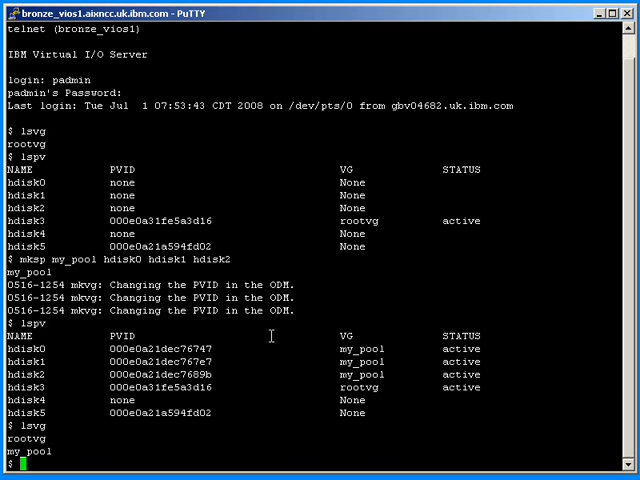 bronze_vios1.aixncc.uk.ibm.com - PuTTY
telnet (bronze_vios1)
IBM Virtual I/O Server
login: padmin
padmin's Password:
Last login: Tue Jul  1 07:53:43 CDT 2008 on /dev/pts/0 from gbv04682.uk.ibm.com
$ lsvg
rootvg
$ lspv
NAME PVID VG STATUS
hdisk0 none None
hdisk1 none None
hdisk2 none None
hdisk3 000e0a31fe5a3d16 rootvg active
hdisk4 none None
hdisk5 000e0a21a594fd02 None
$ mksp my_pool hdisk0 hdisk1 hdisk2
my_pool
0516-1254 mkvg: Changing the PVID in the ODM.
0516-1254 mkvg: Changing the PVID in the ODM.
0516-1254 mkvg: Changing the PVID in the ODM.
$ lspv
NAME PVID VG STATUS
hdisk0 000e0a21dec76747 my_pool active
hdisk1 000e0a21dec767e7 my_pool active
hdisk2 000e0a21dec7689b my_pool active
hdisk3 000e0a31fe5a3d16 rootvg active
hdisk4 none None
hdisk5 000e0a21a594fd02 None
$ lsvg
rootvg
my_pool
$